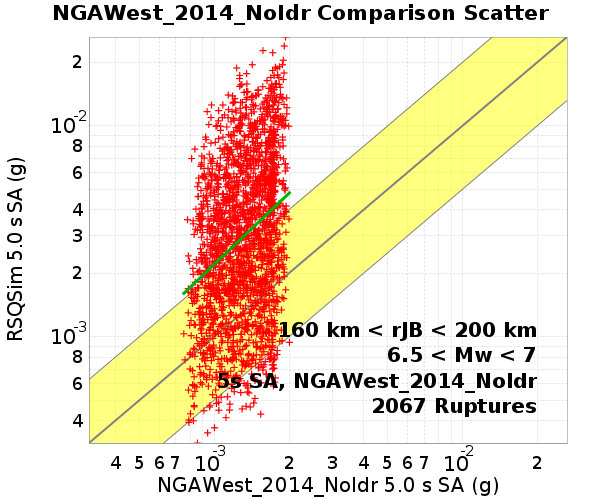 NGAWest_2014_NoIdr Comparison Scatter
RSQSim 5.0 s SA (g)
2
10^-2
8
6
4
3
2
10^-3
8
6
4
160 km < rJB < 200 km
6.5 < Mw < 7
5s SA, NGAWest_2014_NoIdr
2067 Ruptures
4 5 6 7 10^-3 2 3 4 5 6 7 10^-2 2
NGAWest_2014_NoIdr 5.0 s SA (g)